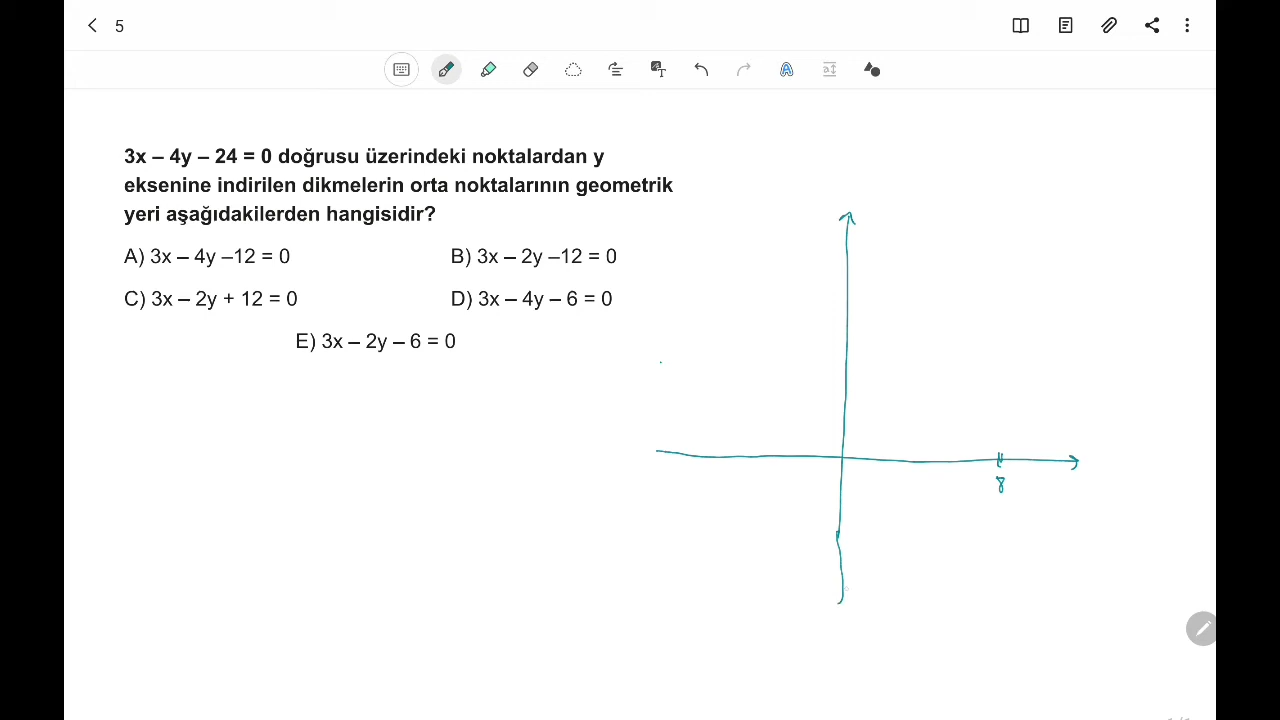 5
3x – 4y – 24 = 0 doğrusu üzerindeki noktalardan y
eksenine indirilen dikmelerin orta noktalarının geometrik
yeri aşağıdakilerden hangisidir?
A) 3x – 4y –12 = 0
B) 3x – 2y –12 = 0
C) 3x – 2y + 12 = 0
D) 3x – 4y – 6 = 0
E) 3x – 2y – 6 = 0
8